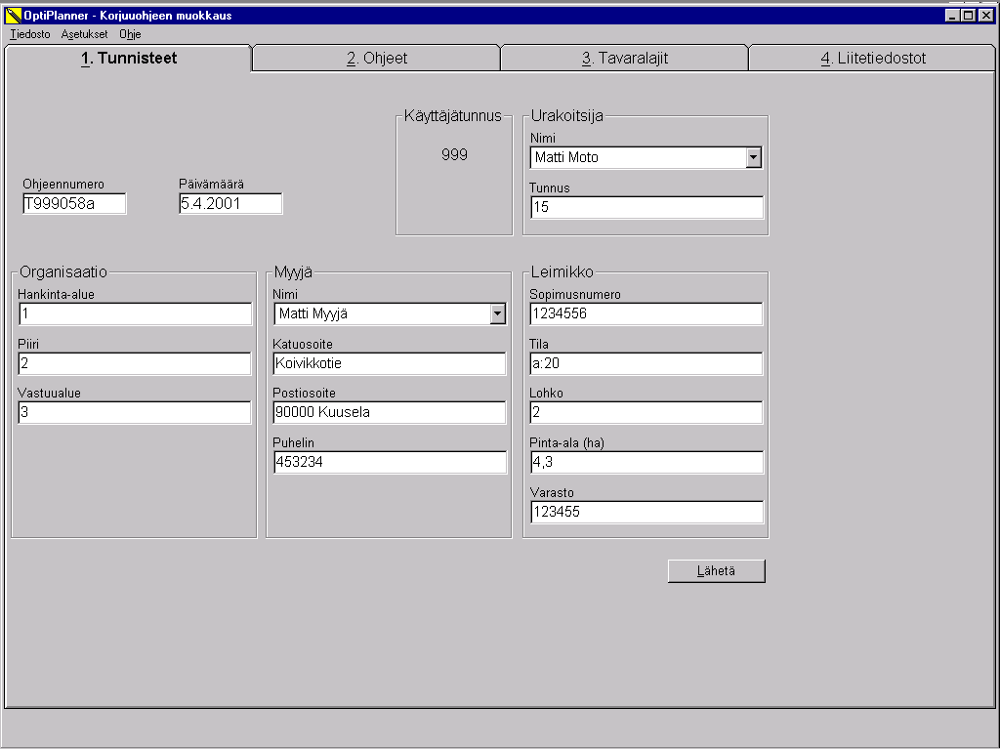 OptiPlanner - Korjuuohjeen muokkaus
Tiedosto Asetukset Ohje
1. Tunnisteet
2. Ohjeet
3. Tavaralajit
4. Liitetiedostot
Käyttäjätunnus
999
Urakoitsija
Nimi
Matti Moto
Tunnus
15
Ohjeennumero
T999058a
Päivämäärä
5.4.2001
Organisaatio
Hankinta-alue
1
Piiri
2
Vastuualue
3
Myyjä
Nimi
Matti Myyjä
Katuosoite
Koivikkotie
Postiosoite
90000 Kuusela
Puhelin
453234
Leimikko
Sopimusnumero
1234556
Tila
a:20
Lohko
2
Pinta-ala (ha)
4,3
Varasto
123455
Lähetä